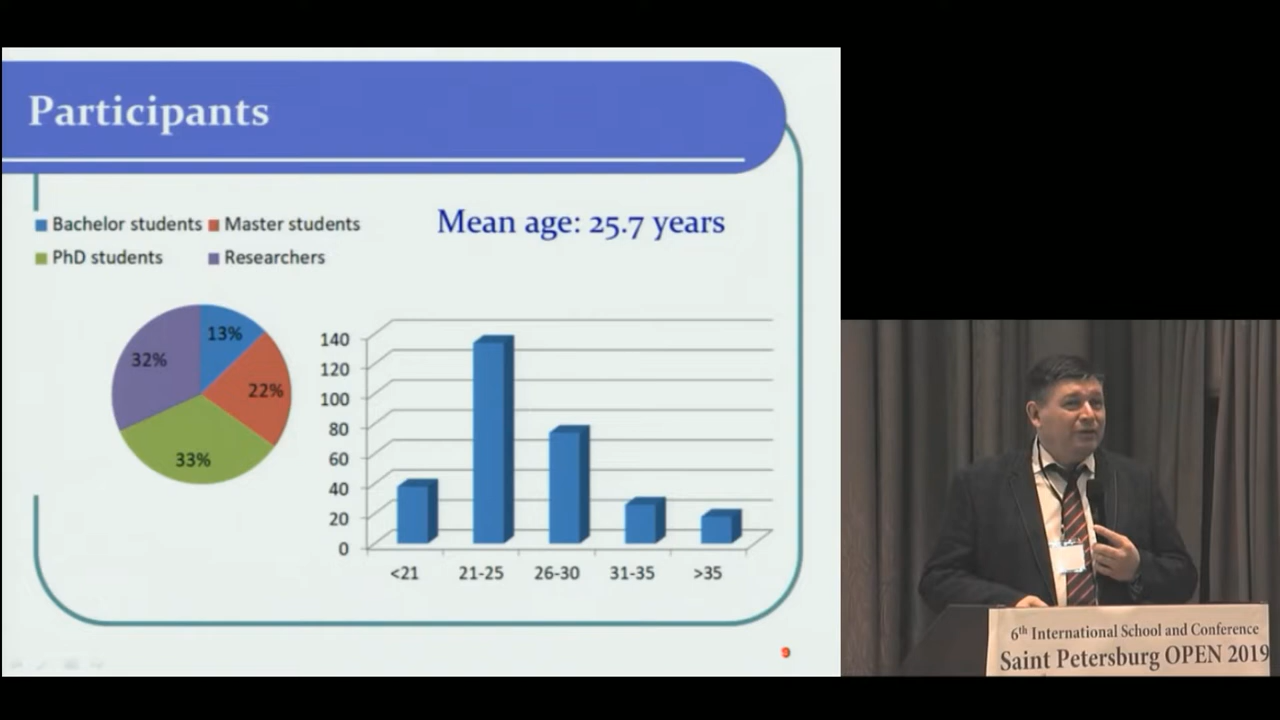 Participants
Bachelor students Master students
PhD students Researchers
Mean age: 25.7 years
13%
22%
33%
32%
140
120
100
80
60
40
20
0
<21 21-25 26-30 31-35 >35
9
6th International School and Conference
Saint Petersburg OPEN 2019